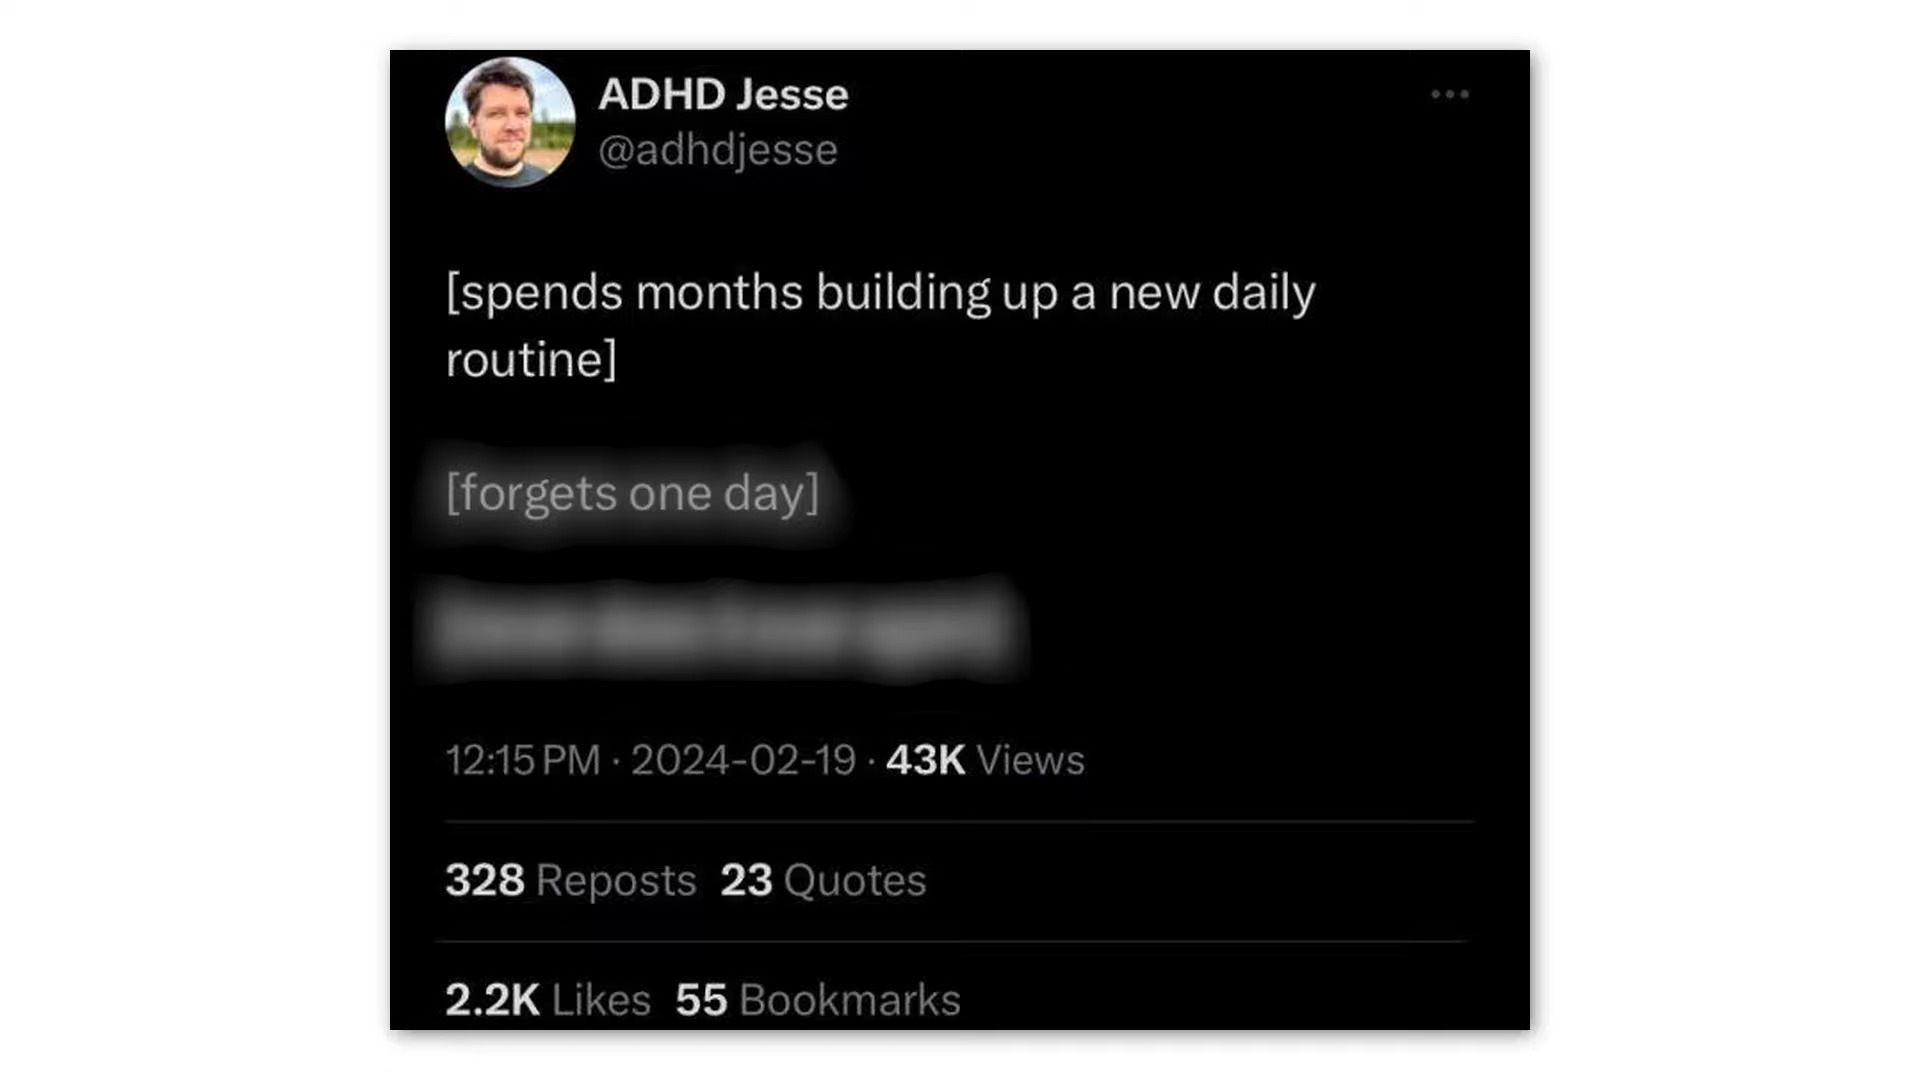 ADHD Jesse
@adhdjesse
[spends months building up a new daily
routine]
[forgets one day]
12:15 PM · 2024-02-19 · 43K Views
328 Reposts 23 Quotes
2.2K Likes 55 Bookmarks